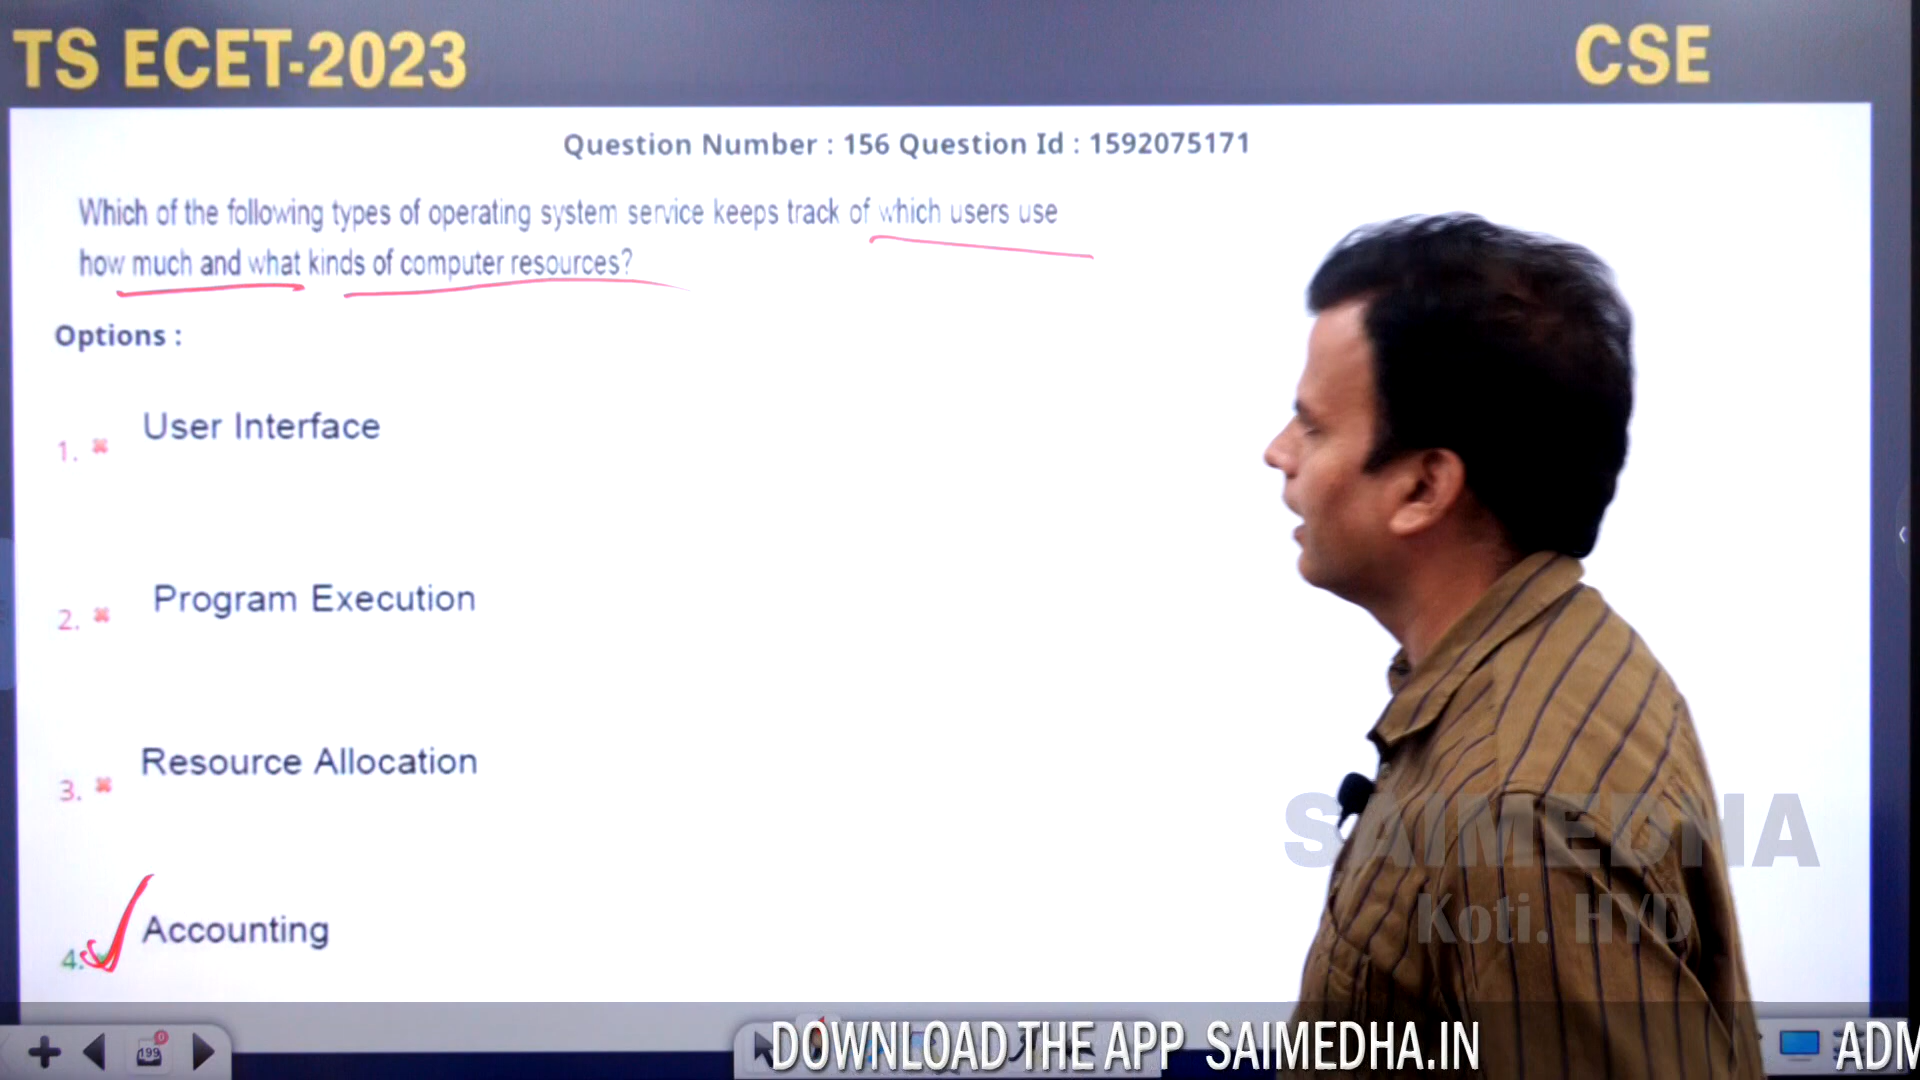 TS ECET-2023
CSE
Question Number : 156 Question Id : 1592075171
Which of the following types of operating system service keeps track of which users use
how much and what kinds of computer resources?
Options :
1. User Interface
2. Program Execution
3. Resource Allocation
4. Accounting
SAIMEDHA
Koti. HYD
0
199
DOWNLOAD THE APP SAIMEDHA.IN
ADM